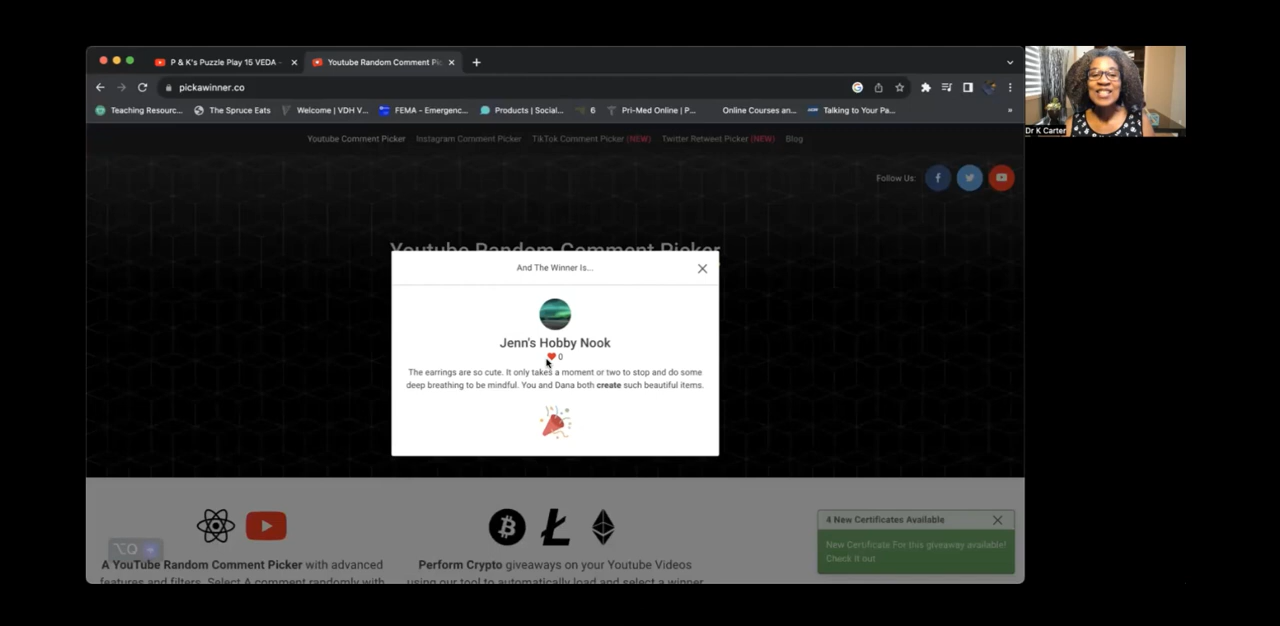 P & K's Puzzle Play 15 VEDA -
Youtube Random Comment Pic
pickawinner.co
Teaching Resourc...
The Spruce Eats
Welcome | VDH V...
FEMA - Emergenc...
Products | Social...
6
Pri-Med Online | P...
Online Courses an...
Talking to Your Pa...
»
Dr K Carter
Youtube Comment Picker
Instagram Comment Picker
TikTok Comment Picker (NEW)
Twitter Retweet Picker (NEW)
Blog
Follow Us:
Youtube Random Comment Picker
And The Winner Is...
Jenn's Hobby Nook
0
The earrings are so cute. It only takes a moment or two to stop and do some
deep breathing to be mindful. You and Dana both create such beautiful items.
4 New Certificates Available
New Certificate For this giveaway available!
Check it out
⌥Q
A YouTube Random Comment Picker with advanced
features and filters. Select A comment randomly with
Perform Crypto giveaways on your Youtube Videos
using our tool to automatically load and select a winner